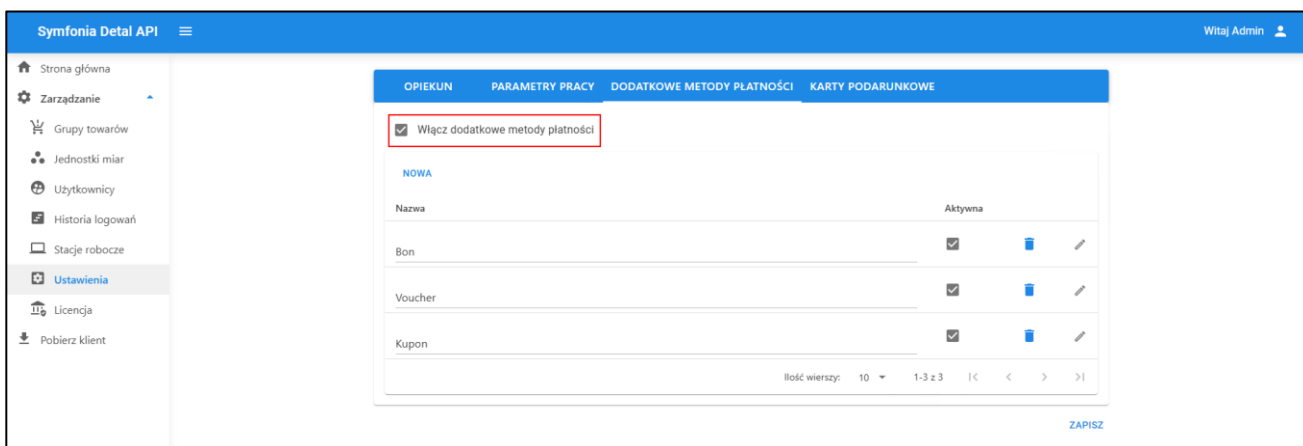 Symfonia Detal API
Witaj Admin
Strona główna
Zarządzanie
Grupy towarów
Jednostki miar
Użytkownicy
Historia logowań
Stacje robocze
Ustawienia
Licencja
Pobierz klient
OPIEKUN PARAMETRY PRACY DODATKOWE METODY PŁATNOŚCI KARTY PODARUNKOWE
Włącz dodatkowe metody płatności
NOWA
Nazwa Aktywna
Bon
Voucher
Kupon
Ilość wierszy: 10 1-3 z 3
ZAPISZ